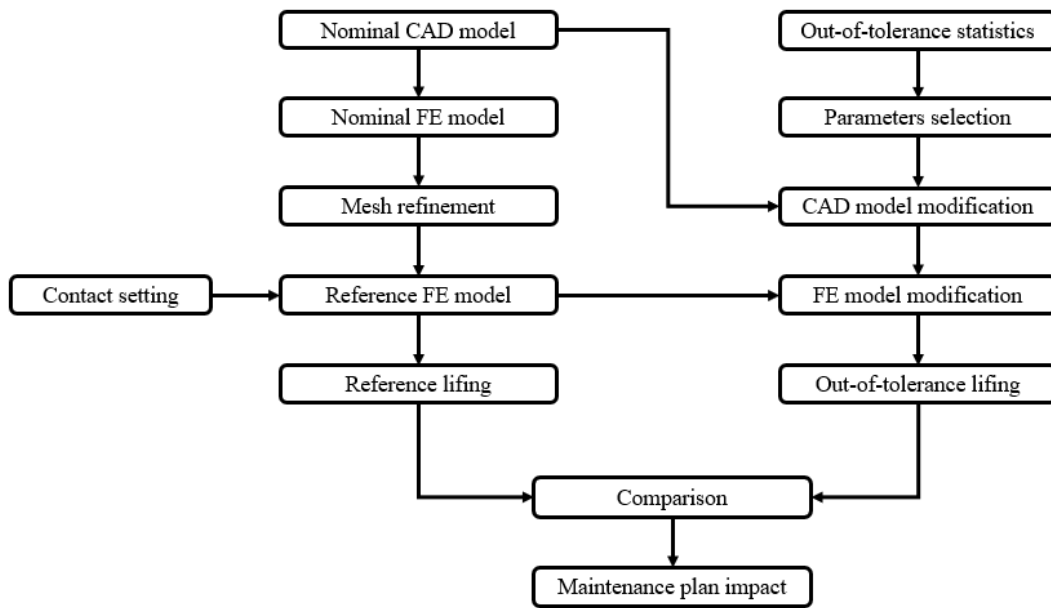 Nominal CAD model
Out-of-tolerance statistics
Nominal FE model
Parameters selection
Mesh refinement
CAD model modification
Contact setting
Reference FE model
FE model modification
Reference lifing
Out-of-tolerance lifing
Comparison
Maintenance plan impact